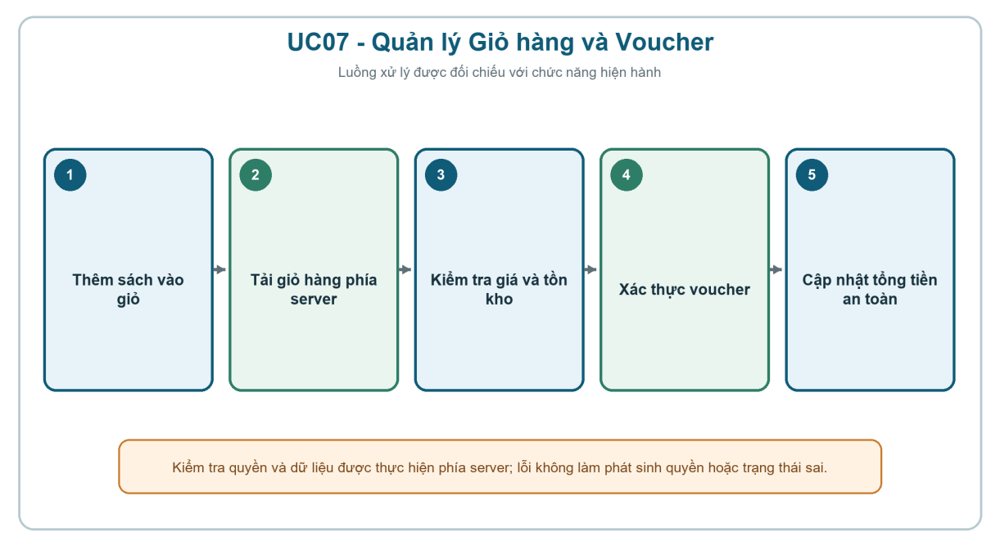 UC07 - Quản lý Giỏ hàng và Voucher
Luồng xử lý được đối chiếu với chức năng hiện hành
1
Thêm sách vào
giỏ
2
Tải giỏ hàng phía
server
3
Kiểm tra giá và tồn
kho
4
Xác thực voucher
5
Cập nhật tổng tiền
an toàn
Kiểm tra quyền và dữ liệu được thực hiện phía server; lỗi không làm phát sinh quyền hoặc trạng thái sai.